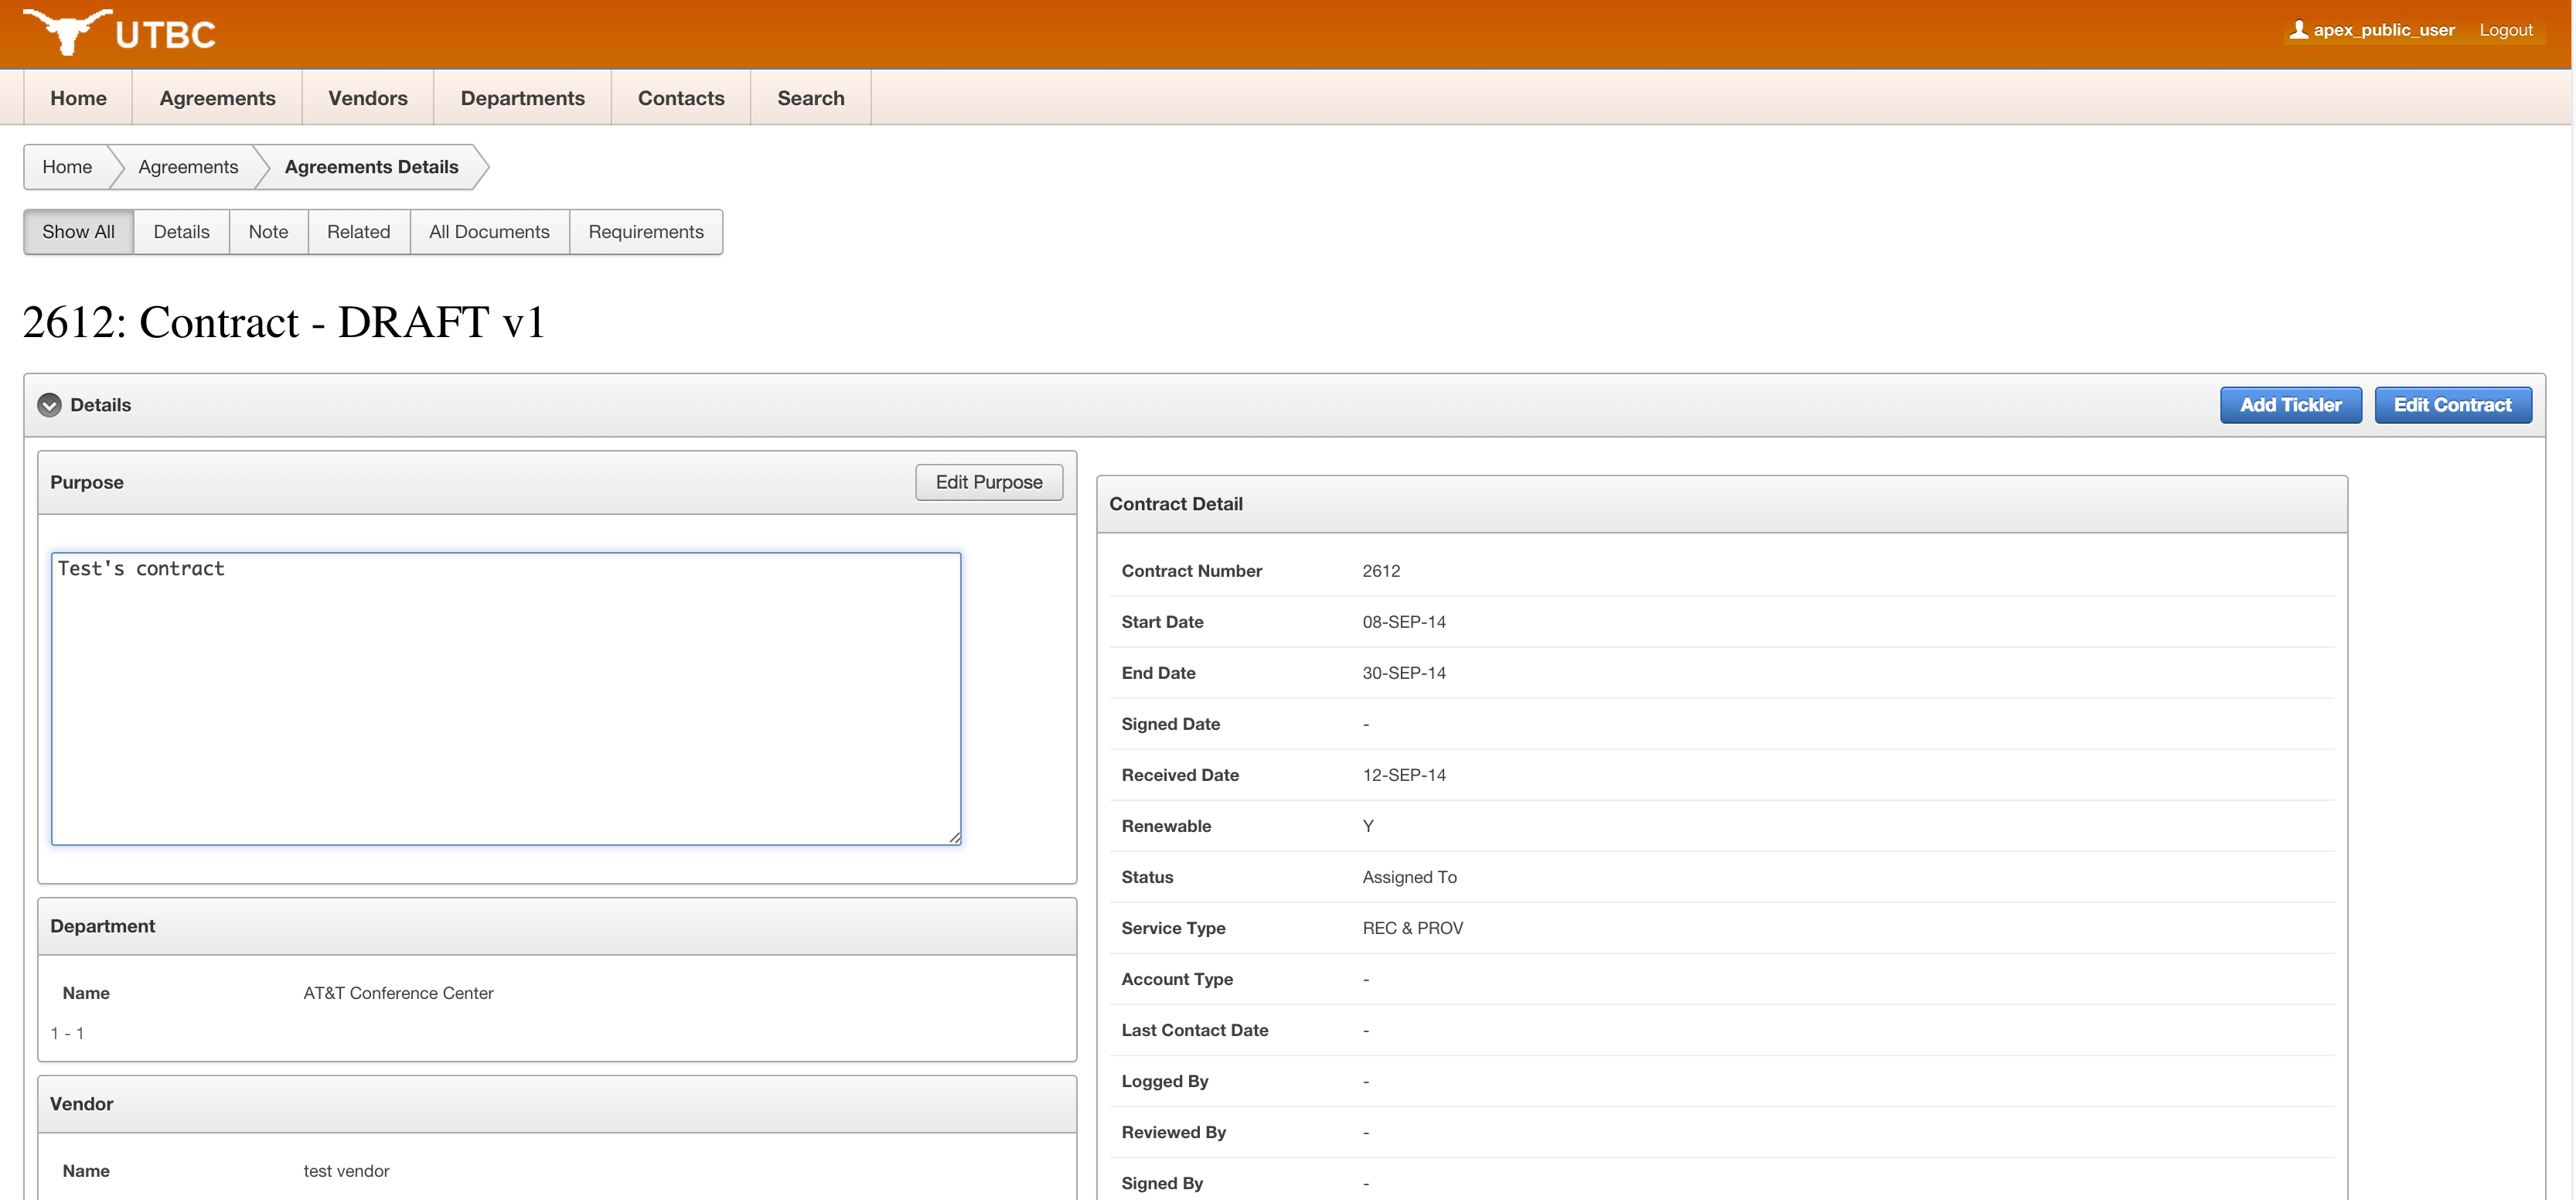 UTBC
apex_public_user Logout
Home Agreements Vendors Departments Contacts Search
Home Agreements Agreements Details
Show All Details Note Related All Documents Requirements
2612: Contract - DRAFT v1
Details Add Tickler Edit Contract
Purpose Edit Purpose
Test's contract
Department
Name AT&T Conference Center
1 - 1
Vendor
Name test vendor
Contract Detail
Contract Number 2612
Start Date 08-SEP-14
End Date 30-SEP-14
Signed Date -
Received Date 12-SEP-14
Renewable Y
Status Assigned To
Service Type REC & PROV
Account Type -
Last Contact Date -
Logged By -
Reviewed By -
Signed By -